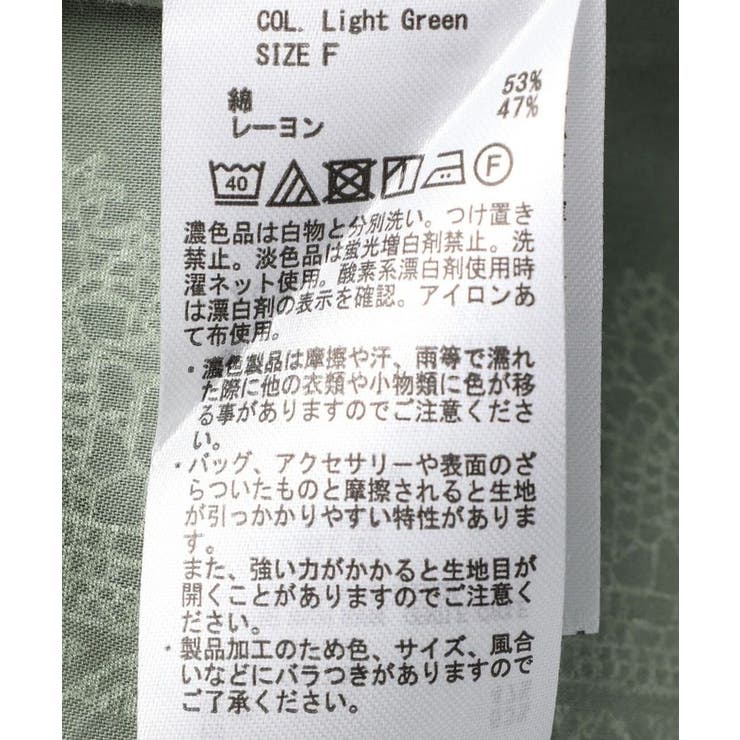 COL. Light Green
SIZE F
綿 53%
レーヨン 47%
40 F
濃色品は白物と分別洗い。つけ置き
禁止。淡色品は蛍光増白剤禁止。洗
濯ネット使用。酸素系漂白剤使用時
は漂白剤の表示を確認。アイロンあ
て布使用。
・濃色製品は摩擦や汗、雨等で濡れ
た際に他の衣類や小物類に色が移
る事がありますのでご注意くださ
い。
・バッグ、アクセサリーや表面のざ
らついたものと摩擦されると生地
が引っかかりやすい特性がありま
す。
また、強い力がかかると生地目が
開くことがありますのでご注意く
ださい。
・製品加工のため色、サイズ、風合
いなどにバラつきがありますので
ご了承ください。